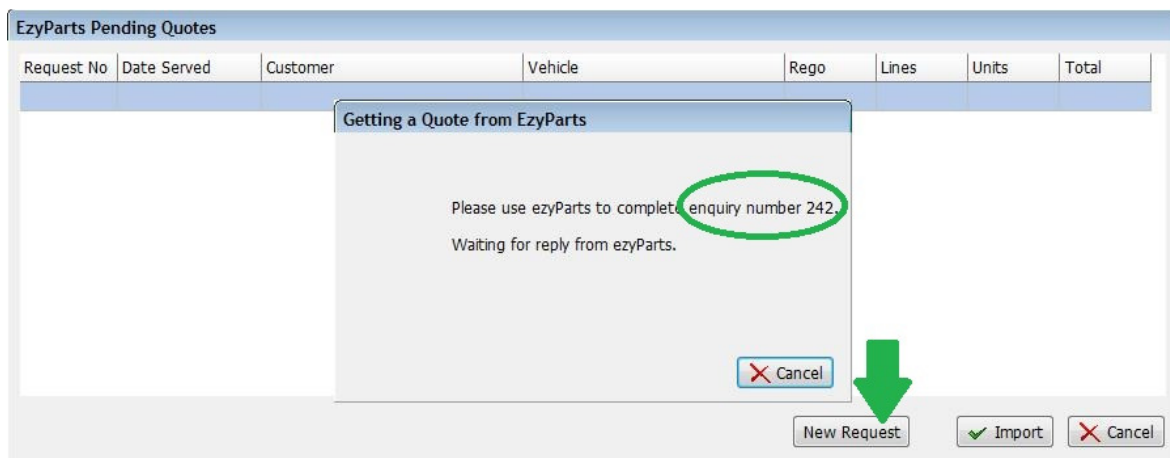 EzyParts Pending Quotes
Request No Date Served Customer Vehicle Rego Lines Units Total
Getting a Quote from EzyParts
Please use ezyParts to complete enquiry number 242.
Waiting for reply from ezyParts.
Cancel
New Request Import Cancel